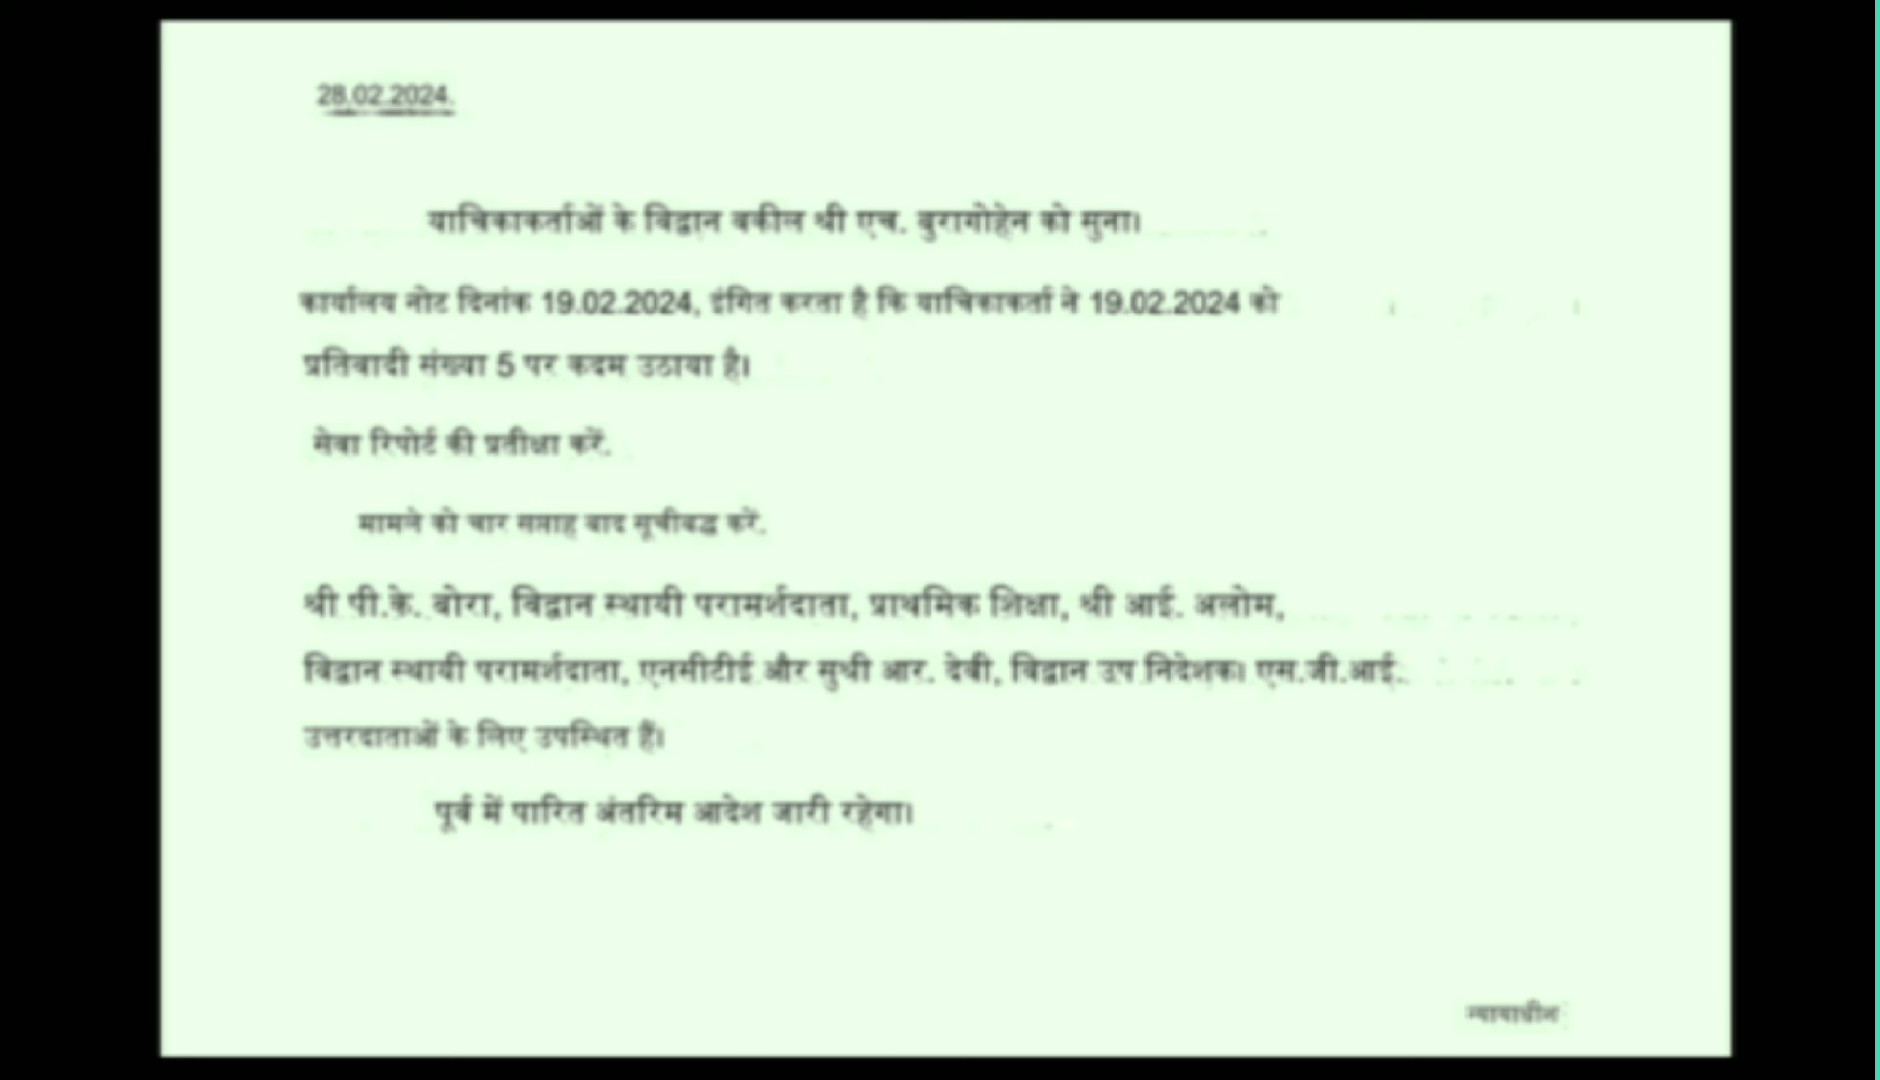 28.02.2024.
याचिकाकर्ताओं के विद्वान वकील श्री एच. बुरागोहेन को सुना।
कार्यालय नोट दिनांक 19.02.2024, इंगित करता है कि याचिकाकर्ता ने 19.02.2024 को
प्रतिवादी संख्या 5 पर कदम उठाया है।
सेवा रिपोर्ट की प्रतीक्षा करें.
मामले को चार सप्ताह बाद सूचीबद्ध करें.
श्री पी.के. बोरा, विद्वान स्थायी परामर्शदाता, प्राथमिक शिक्षा, श्री आई. अलोम,
विद्वान स्थायी परामर्शदाता, एनसीटीई और सुश्री आर. देवी, विद्वान उप निदेशक। एस.जी.आई.
उत्तरदाताओं के लिए उपस्थित हैं।
पूर्व में पारित अंतरिम आदेश जारी रहेगा।
न्यायाधीश